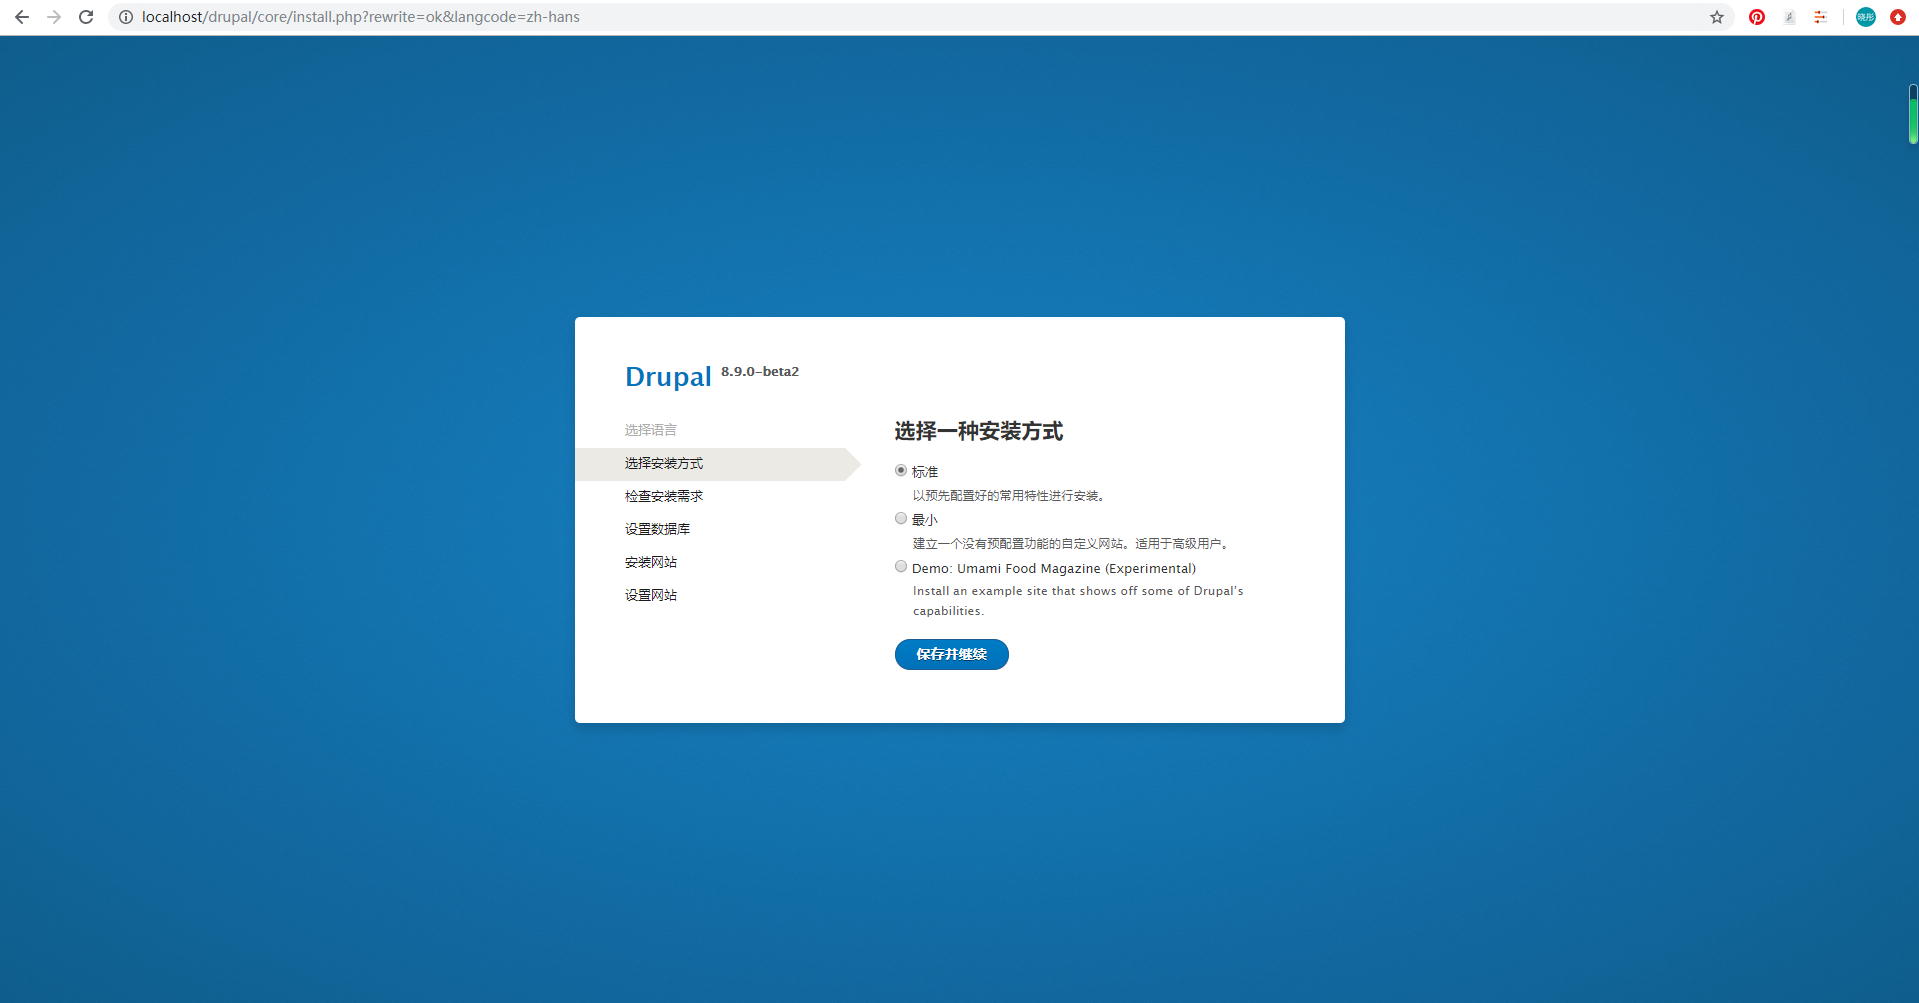 localhost/drupal/core/install.php?rewrite=ok&langcode=zh-hans
晓彤
Drupal 8.9.0-beta2
选择语言
选择安装方式
检查安装需求
设置数据库
安装网站
设置网站
选择一种安装方式
标准
以预先配置好的常用特性进行安装。
最小
建立一个没有预配置功能的自定义网站。适用于高级用户。
Demo: Umami Food Magazine (Experimental)
Install an example site that shows off some of Drupal's
capabilities.
保存并继续